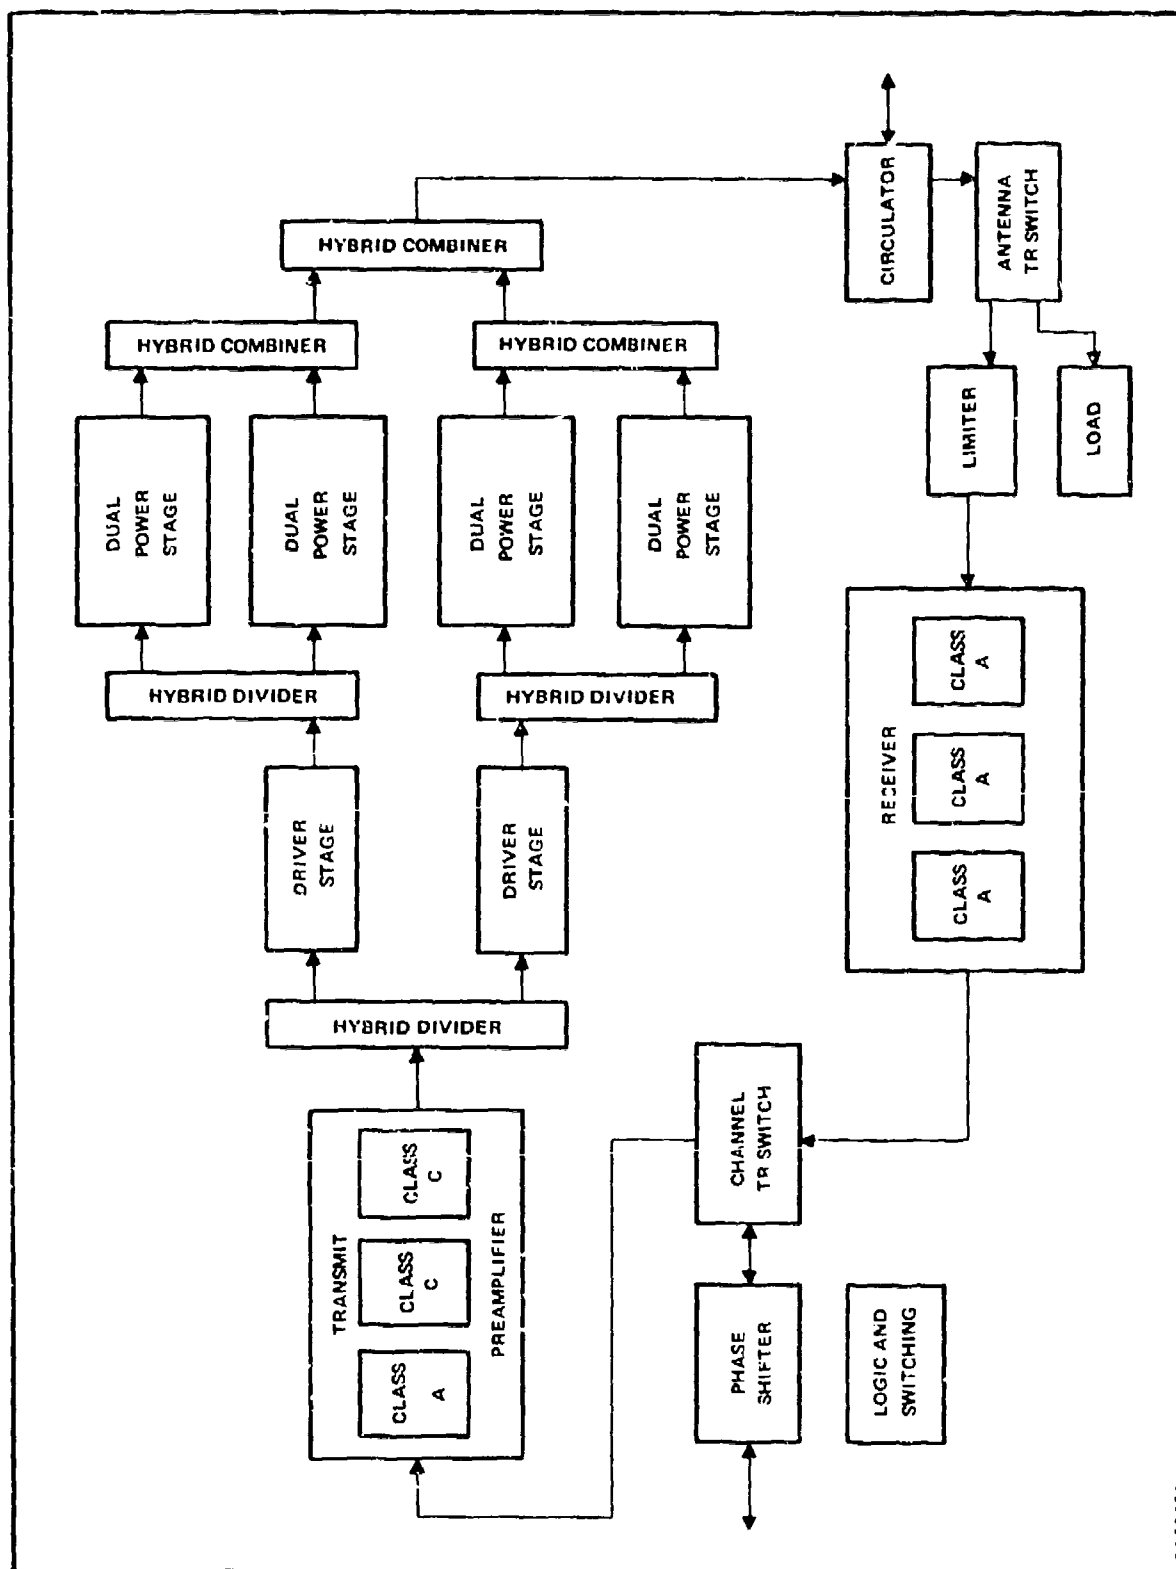 HYBRID COMBINER
HYBRID COMBINER
HYBRID COMBINER
DUAL
POWER
STAGE
DUAL
POWER
STAGE
DUAL
POWER
STAGE
DUAL
POWER
STAGE
HYBRID DIVIDER
HYBRID DIVIDER
DRIVER
STAGE
DRIVER
STAGE
HYBRID DIVIDER
TRANSMIT
CLASS
A
CLASS
C
CLASS
C
PREAMPLIFIER
CIRCULATOR
ANTENNA
TR SWITCH
LIMITER
LOAD
RECEIVER
CLASS
A
CLASS
A
CLASS
A
CHANNEL
TR SWITCH
PHASE
SHIFTER
LOGIC AND
SWITCHING